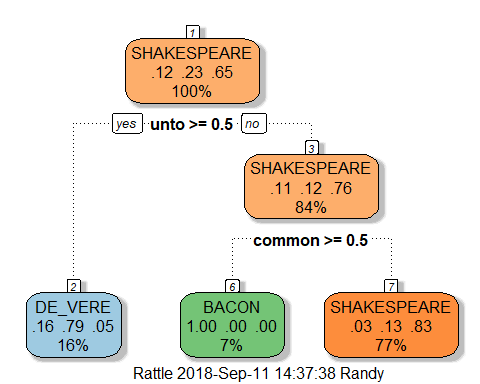 1
SHAKESPEARE
.12 .23 .65
100%
yes unto >= 0.5 no
3
SHAKESPEARE
.11 .12 .76
84%
common >= 0.5
2 6 7
DE_VERE BACON SHAKESPEARE
.16 .79 .05 1.00 .00 .00 .03 .13 .83
16% 7% 77%
Rattle 2018-Sep-11 14:37:38 Randy